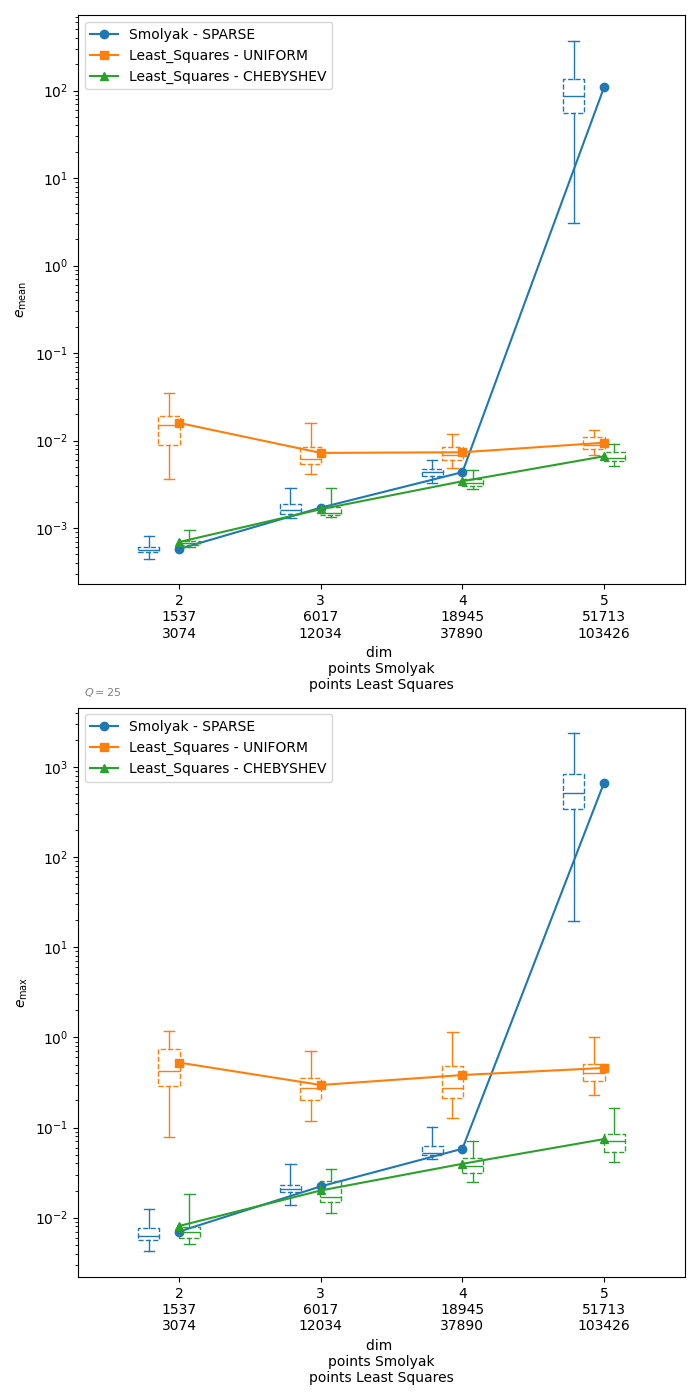 Smolyak - SPARSE
Least_Squares - UNIFORM
Least_Squares - CHEBYSHEV
10²
10¹
10⁰
10⁻¹
10⁻²
10⁻³
e_mean
2 3 4 5
1537 6017 18945 51713
3074 12034 37890 103426
dim
points Smolyak
points Least Squares
Q = 25
Smolyak - SPARSE
Least_Squares - UNIFORM
Least_Squares - CHEBYSHEV
10³
10²
10¹
10⁰
10⁻¹
10⁻²
e_max
2 3 4 5
1537 6017 18945 51713
3074 12034 37890 103426
dim
points Smolyak
points Least Squares